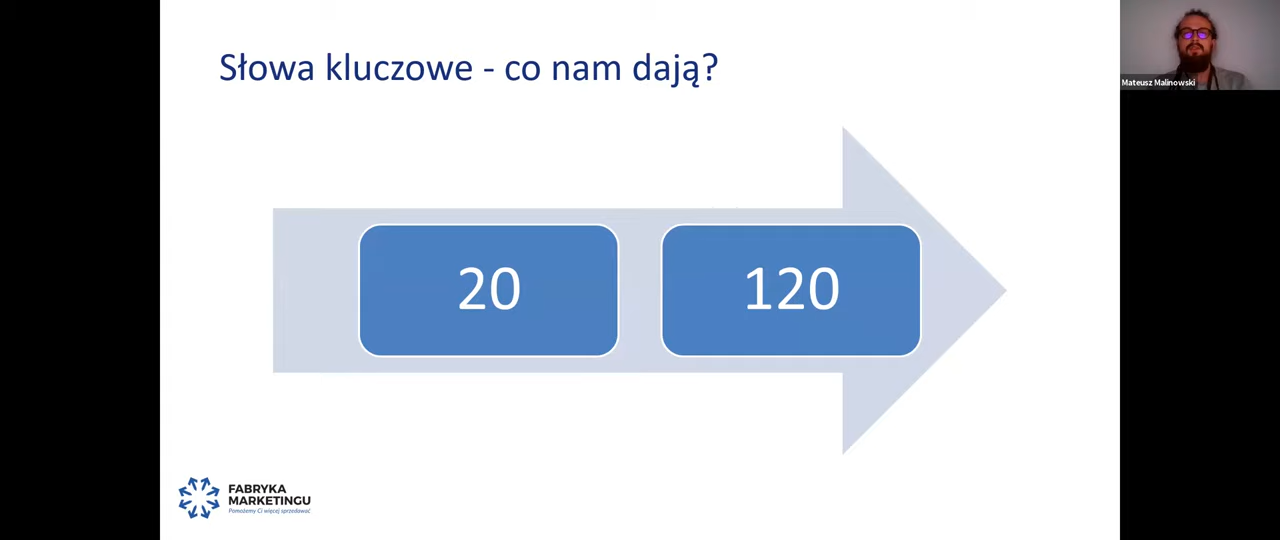 Słowa kluczowe - co nam dają?
Mateusz Malinowski
20
120
FABRYKA
MARKETINGU
Pomożemy Ci więcej sprzedawać